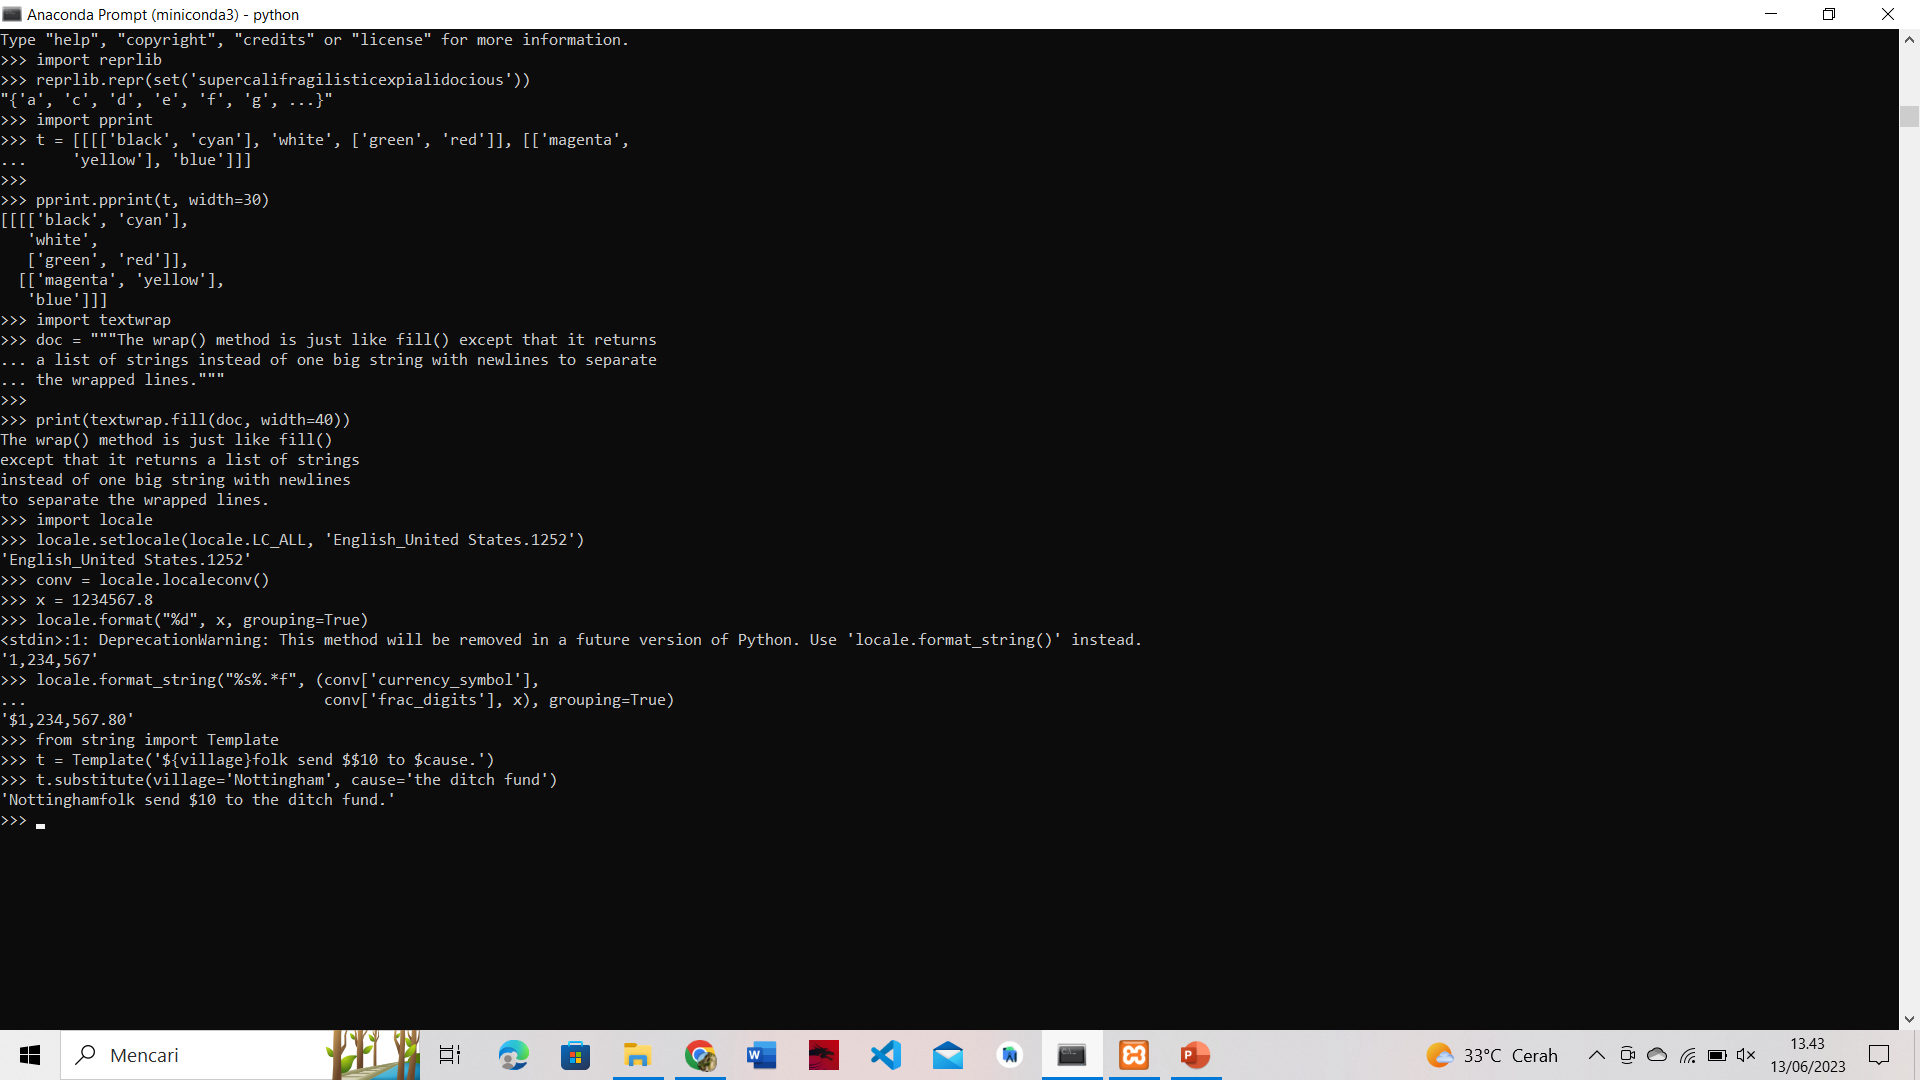 Anaconda Prompt (miniconda3) - python
Type "help", "copyright", "credits" or "license" for more information.
>>> import reprlib
>>> reprlib.repr(set('supercalifragilisticexpialidocious'))
"{'a', 'c', 'd', 'e', 'f', 'g', ...}"
>>> import pprint
>>> t = [[[['black', 'cyan'], 'white', ['green', 'red']], [['magenta',
...     'yellow'], 'blue']]]
>>>
>>> pprint.pprint(t, width=30)
[[[['black', 'cyan'],
   'white',
   ['green', 'red']],
  [['magenta', 'yellow'],
   'blue']]]
>>> import textwrap
>>> doc = """The wrap() method is just like fill() except that it returns
... a list of strings instead of one big string with newlines to separate
... the wrapped lines."""
>>>
>>> print(textwrap.fill(doc, width=40))
The wrap() method is just like fill()
except that it returns a list of strings
instead of one big string with newlines
to separate the wrapped lines.
>>> import locale
>>> locale.setlocale(locale.LC_ALL, 'English_United States.1252')
'English_United States.1252'
>>> conv = locale.localeconv()
>>> x = 1234567.8
>>> locale.format("%d", x, grouping=True)
<stdin>:1: DeprecationWarning: This method will be removed in a future version of Python. Use 'locale.format_string()' instead.
'1,234,567'
>>> locale.format_string("%s%.*f", (conv['currency_symbol'],
...                                 conv['frac_digits'], x), grouping=True)
'$1,234,567.80'
>>> from string import Template
>>> t = Template('${village}folk send $$10 to $cause.')
>>> t.substitute(village='Nottingham', cause='the ditch fund')
'Nottinghamfolk send $10 to the ditch fund.'
>>>
Mencari
33°C Cerah
13.43
13/06/2023